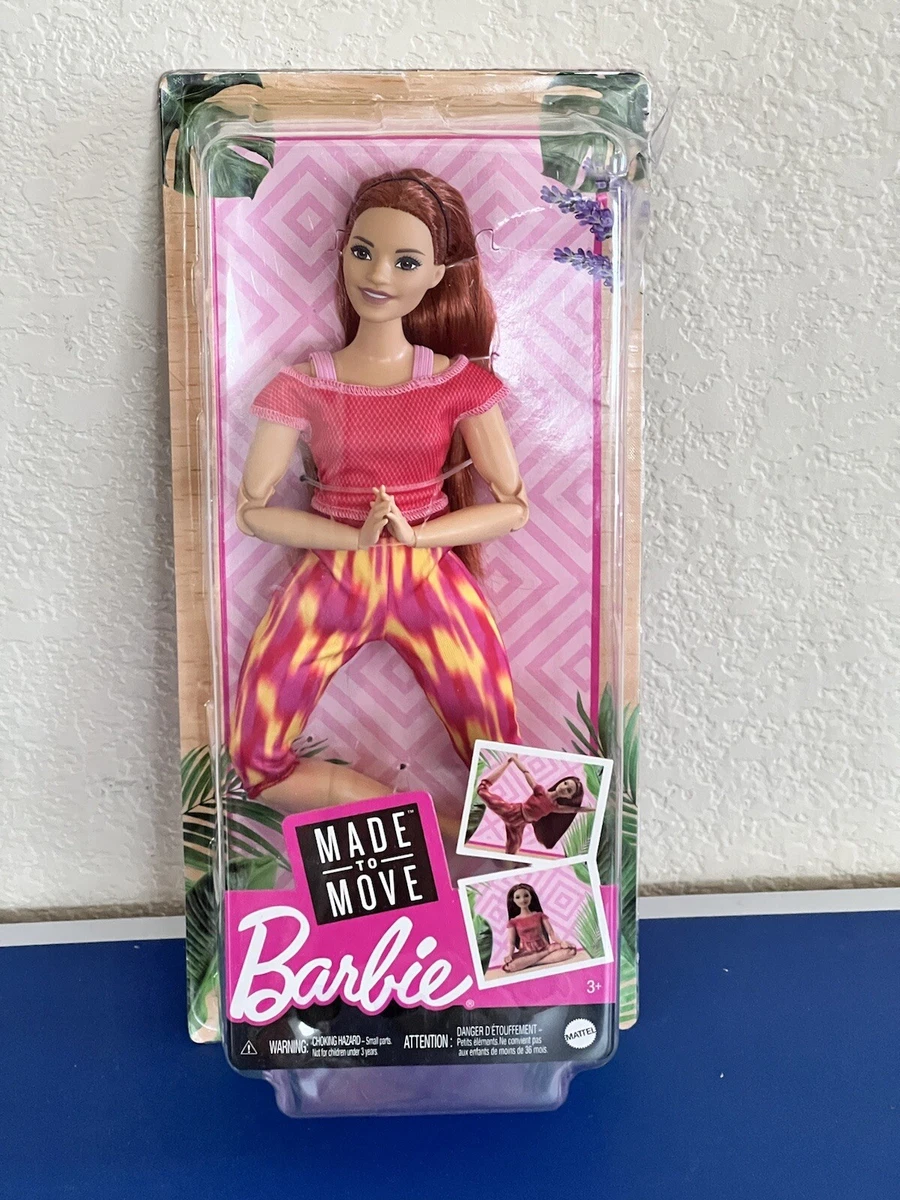 MADE™
TO
MOVE
Barbie®
3+
WARNING: CHOKING HAZARD – Small parts.
Not for children under 3 years.
ATTENTION : DANGER D'ÉTOUFFEMENT –
Petits éléments. Ne convient pas
aux enfants de moins de 36 mois.
MATTEL